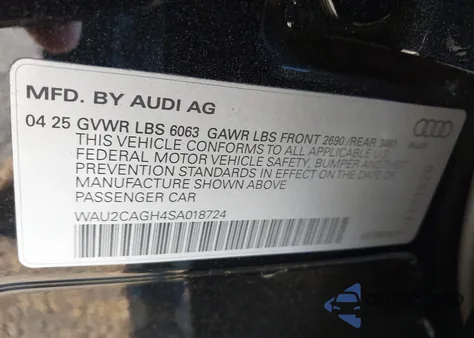 MFD. BY AUDI AG
04 25 GVWR LBS 6063 GAWR LBS FRONT 2690/REAR 3483
THIS VEHICLE CONFORMS TO ALL APPLICABLE U.S.
FEDERAL MOTOR VEHICLE SAFETY, BUMPER AND THEFT
PREVENTION STANDARDS IN EFFECT ON THE DATE OF
MANUFACTURE SHOWN ABOVE
PASSENGER CAR
WAU2CAGH4SA018724
Audi